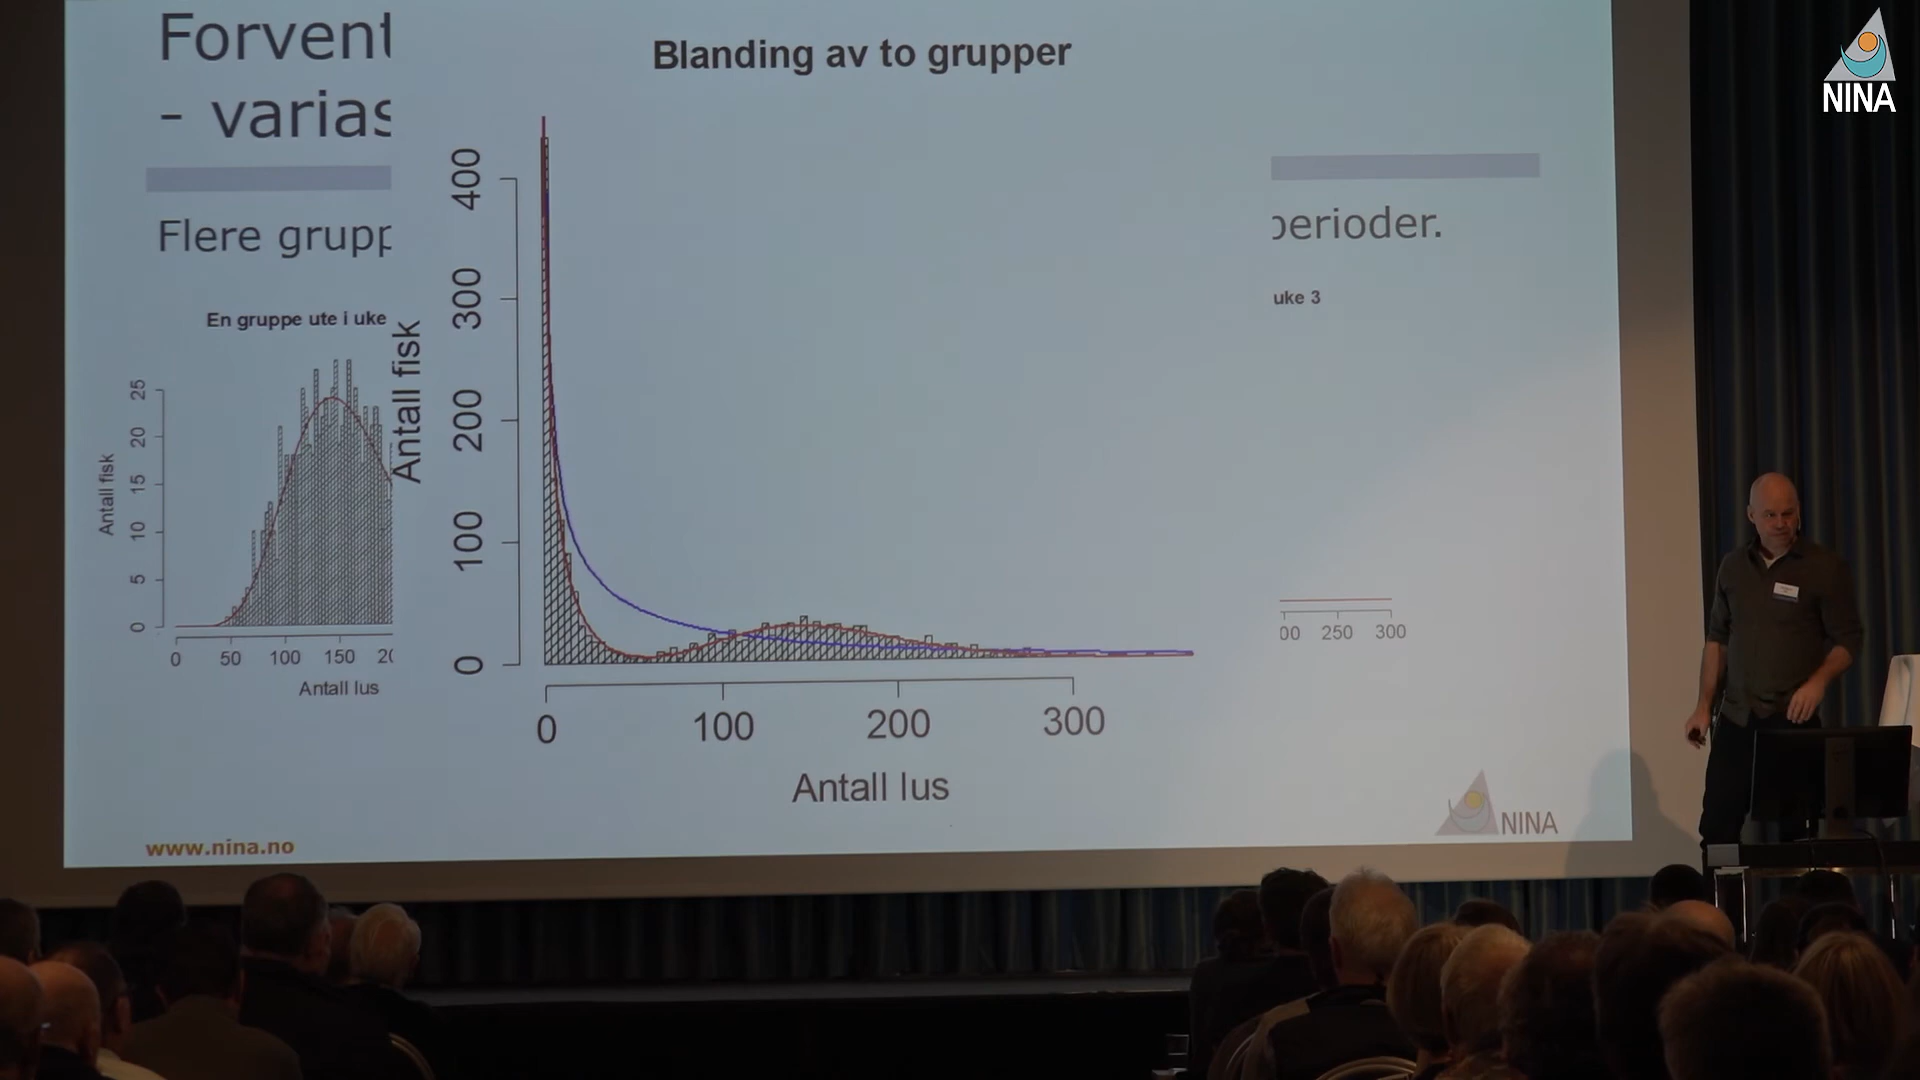 NINA
Forvent
- varias
Blanding av to grupper
Flere grupp
perioder.
En gruppe ute i uke
uke 3
Antall fisk
25
20
15
10
5
0
0 50 100 150 20
Antall lus
Antall fisk
400
300
200
100
0
0 100 200 300
Antall lus
00 250 300
www.nina.no
NINA